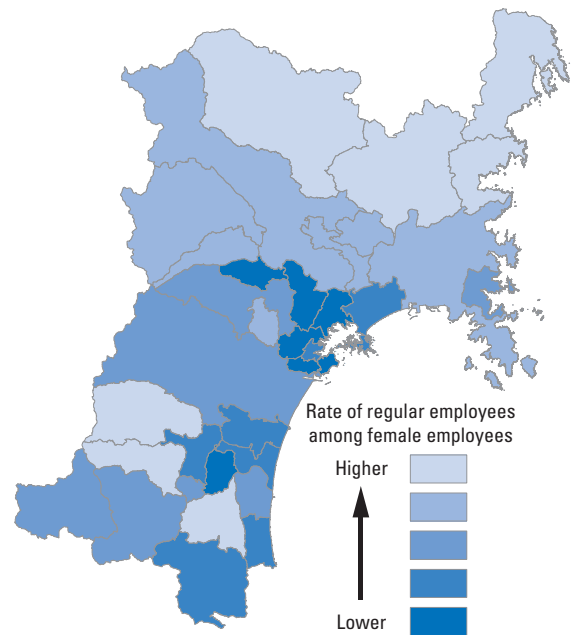 Rate of regular employees
among female employees
Higher
Lower